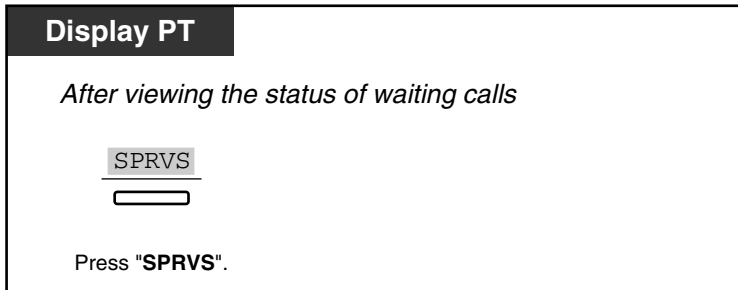 Display PT
After viewing the status of waiting calls
SPRVS
Press "SPRVS".